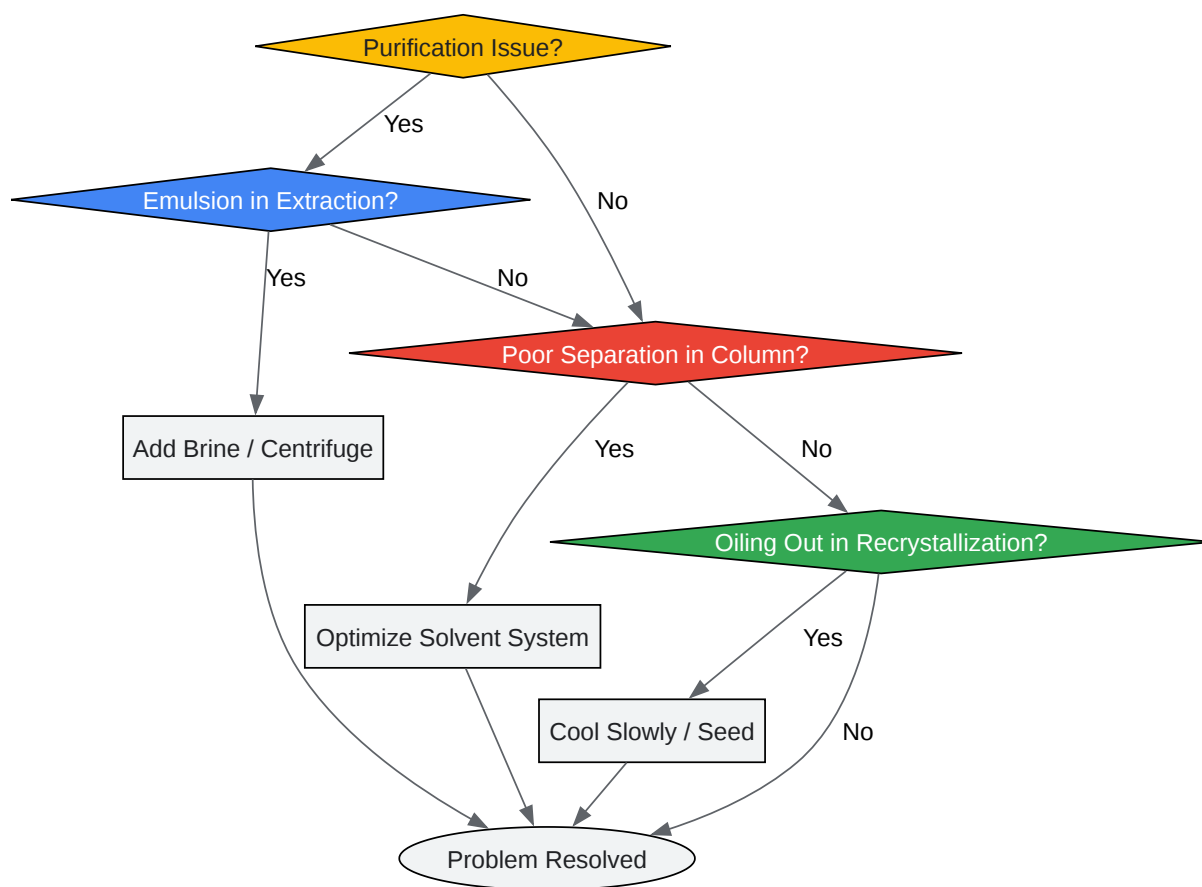 Purification Issue?
Yes
Emulsion in Extraction?
No
Yes
No
Poor Separation in Column?
Add Brine / Centrifuge
Yes
No
Oiling Out in Recrystallization?
Optimize Solvent System
Yes
Cool Slowly / Seed
No
Problem Resolved